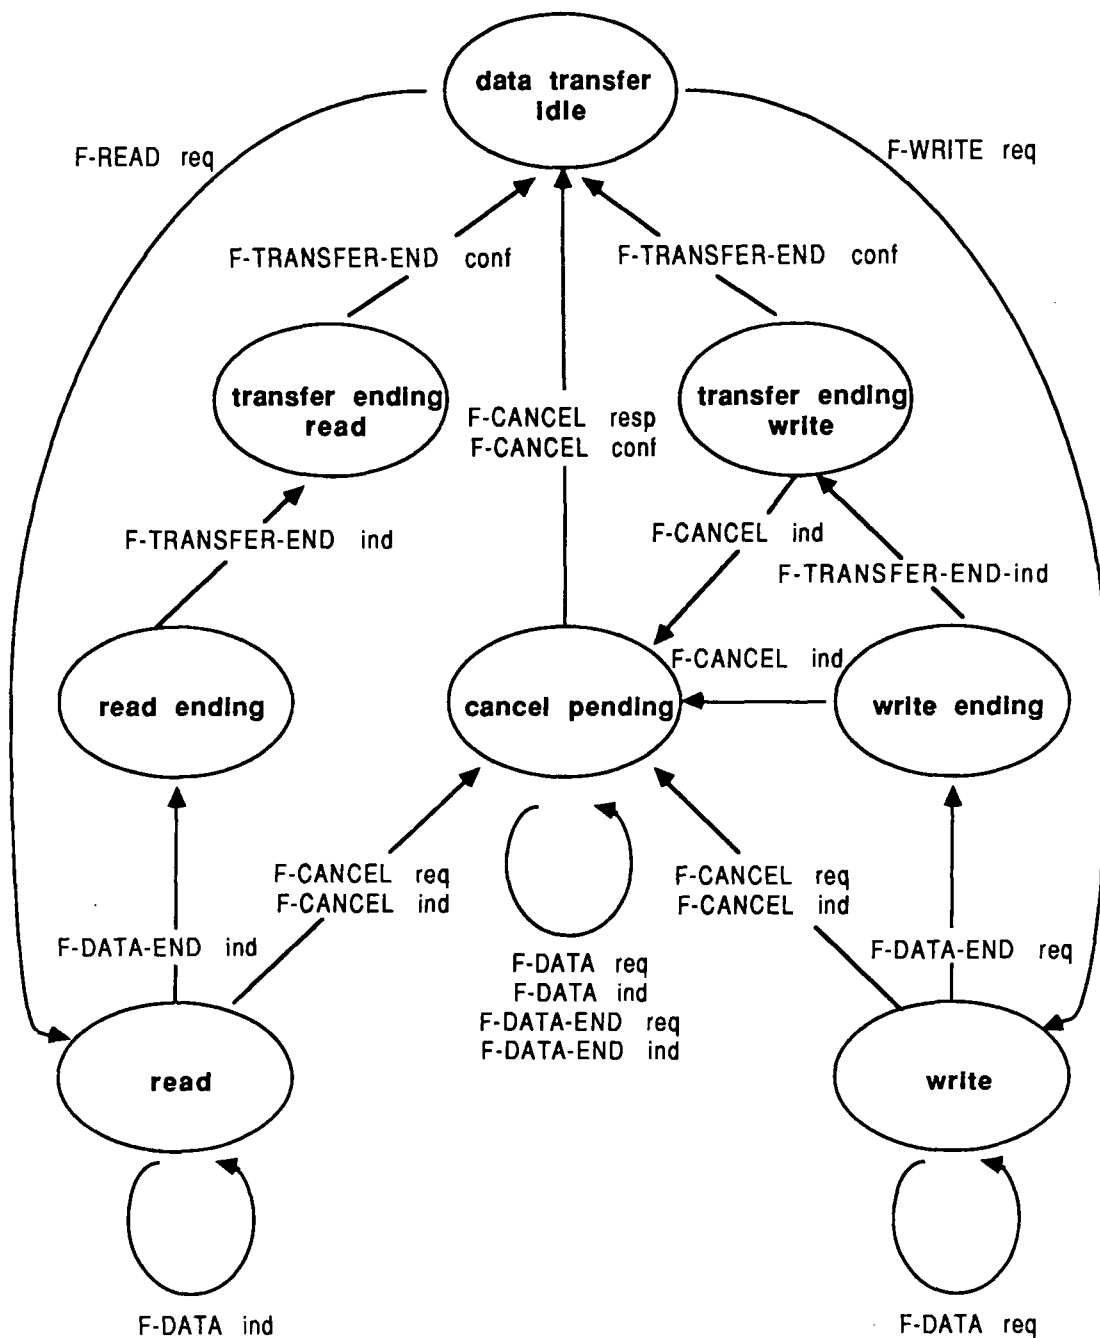 data transfer
idle
F-READ req
F-WRITE req
F-TRANSFER-END conf
F-TRANSFER-END conf
transfer ending
read
F-CANCEL resp
F-CANCEL conf
transfer ending
write
F-TRANSFER-END ind
F-CANCEL ind
F-TRANSFER-END-ind
F-CANCEL ind
read ending
cancel pending
write ending
F-CANCEL req
F-CANCEL ind
F-CANCEL req
F-CANCEL ind
F-DATA-END ind
F-DATA-END req
F-DATA req
F-DATA ind
F-DATA-END req
F-DATA-END ind
read
write
F-DATA ind
F-DATA req